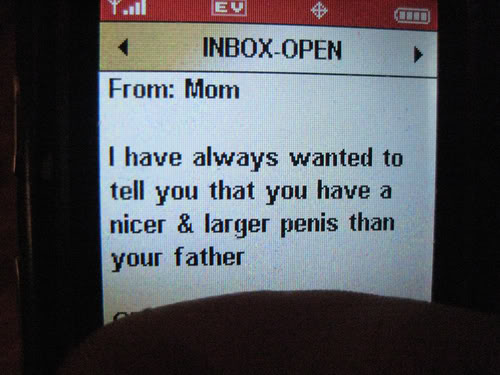 EV
INBOX-OPEN
From: Mom
I have always wanted to
tell you that you have a
nicer & larger penis than
your father